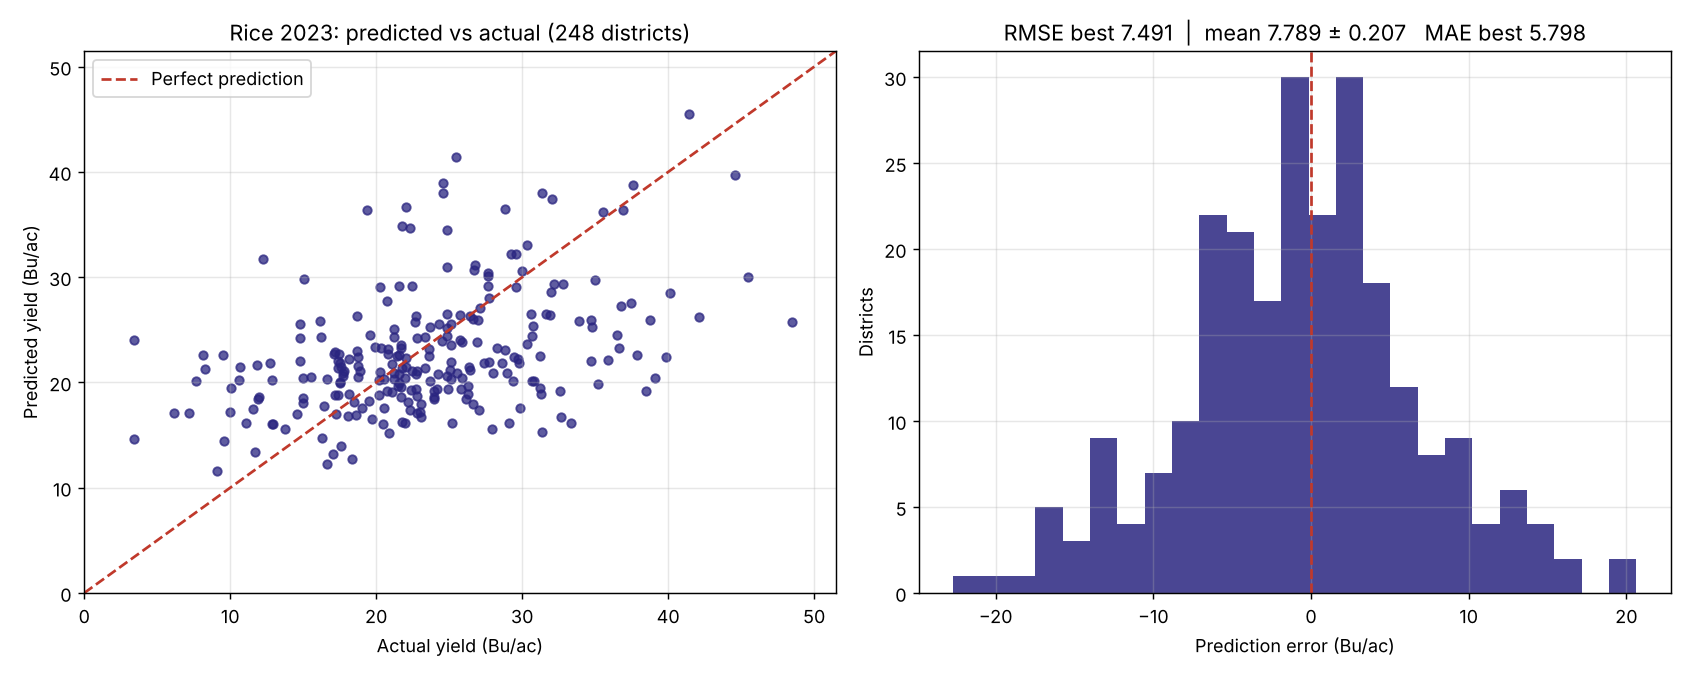 Rice 2023: predicted vs actual (248 districts)
Perfect prediction
Predicted yield (Bu/ac)
50
40
30
20
10
0
0 10 20 30 40 50
Actual yield (Bu/ac)
RMSE best 7.491 | mean 7.789 ± 0.207 MAE best 5.798
Districts
30
25
20
15
10
5
0
−20 −10 0 10 20
Prediction error (Bu/ac)